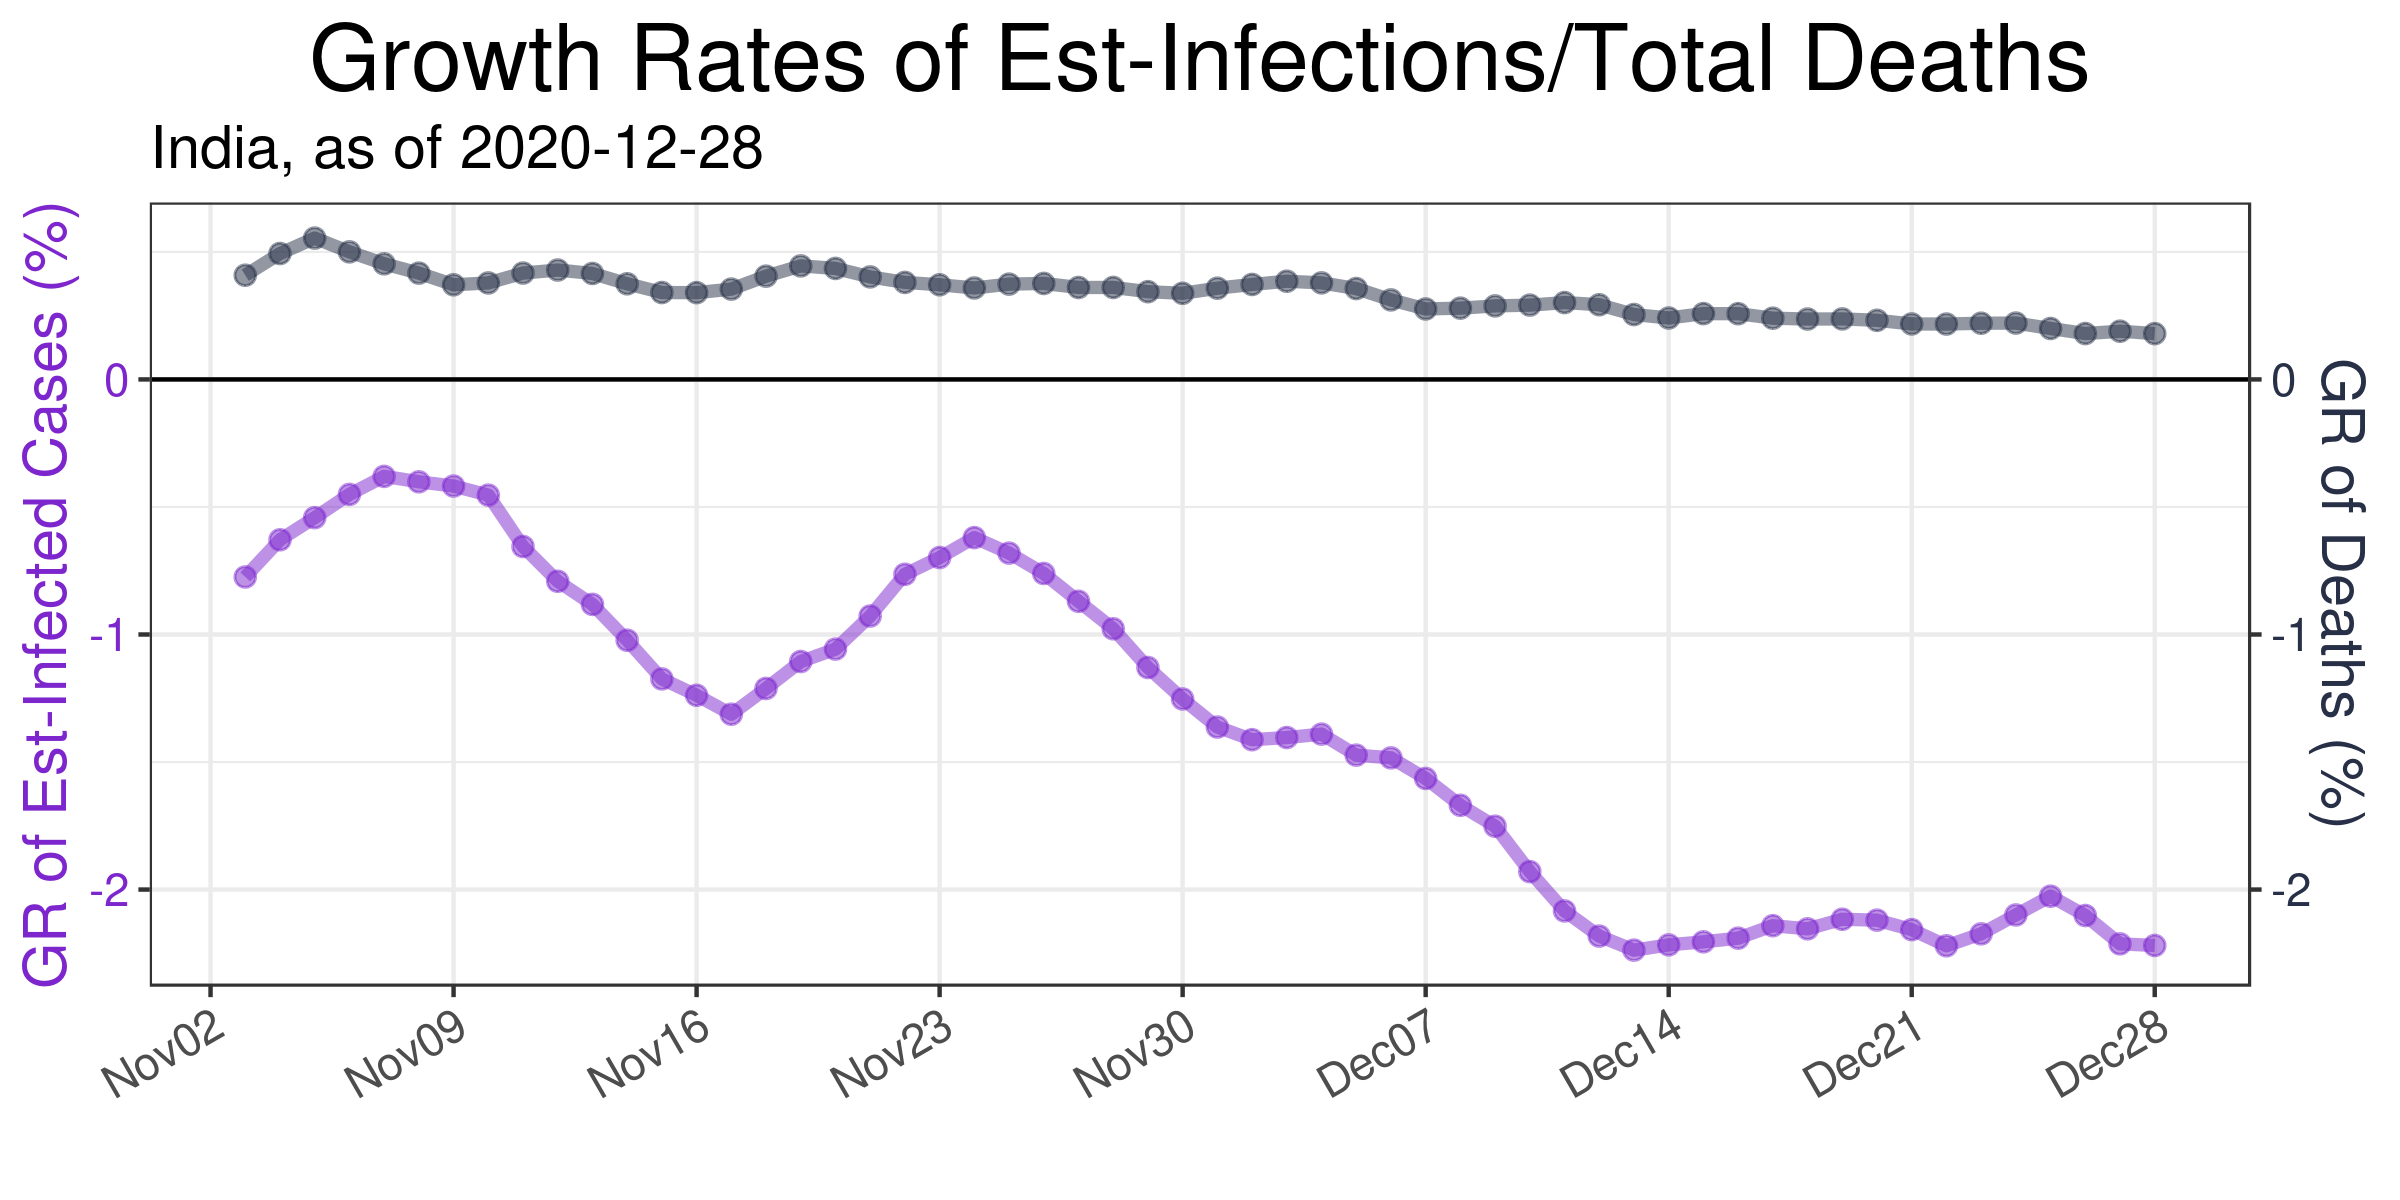 Growth Rates of Est-Infections/Total Deaths
India, as of 2020-12-28
GR of Est-Infected Cases (%)
0
-1
-2
0
-1
-2
GR of Deaths (%)
Nov02
Nov09
Nov16
Nov23
Nov30
Dec07
Dec14
Dec21
Dec28